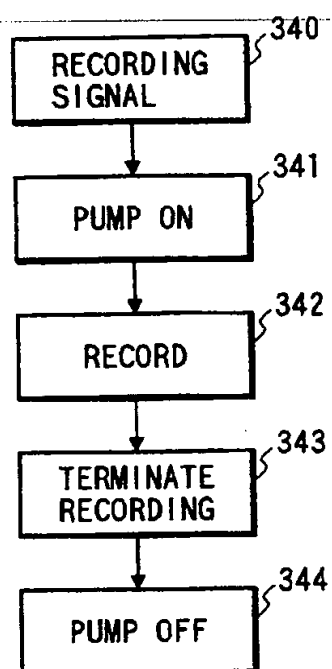 340
RECORDING
SIGNAL
341
PUMP ON
342
RECORD
343
TERMINATE
RECORDING
344
PUMP OFF